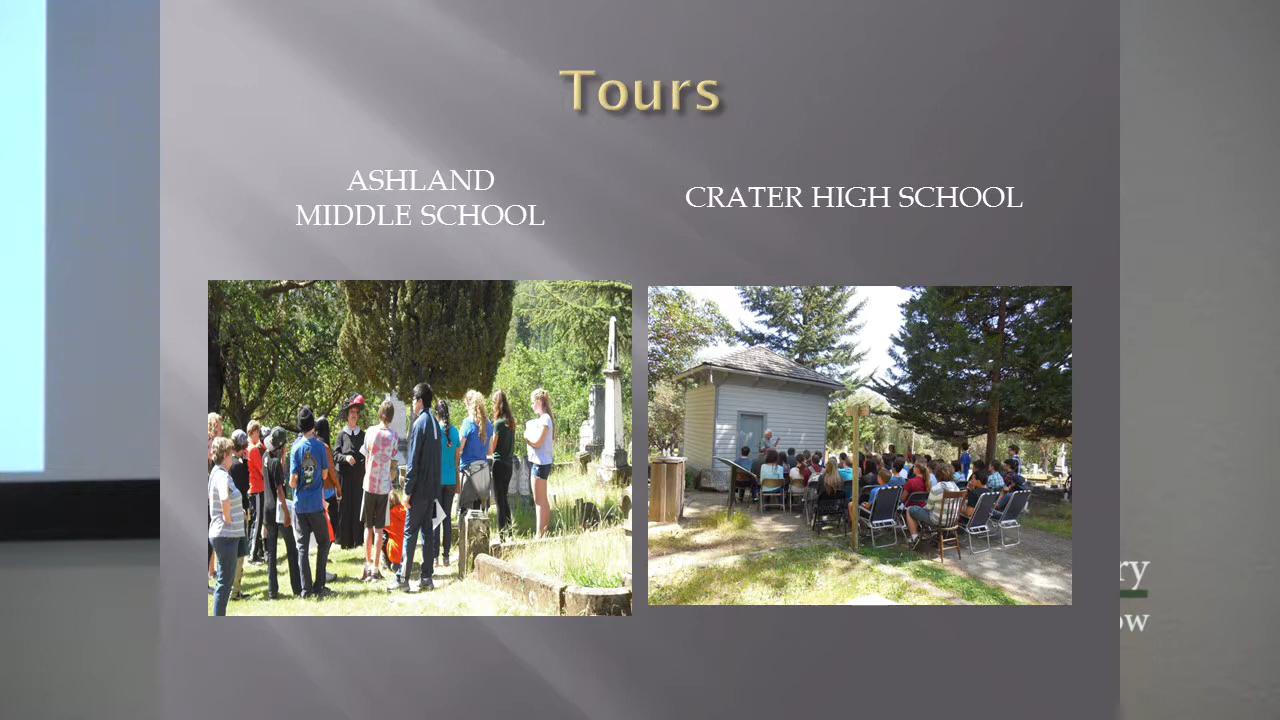 Tours
ASHLAND
MIDDLE SCHOOL
CRATER HIGH SCHOOL